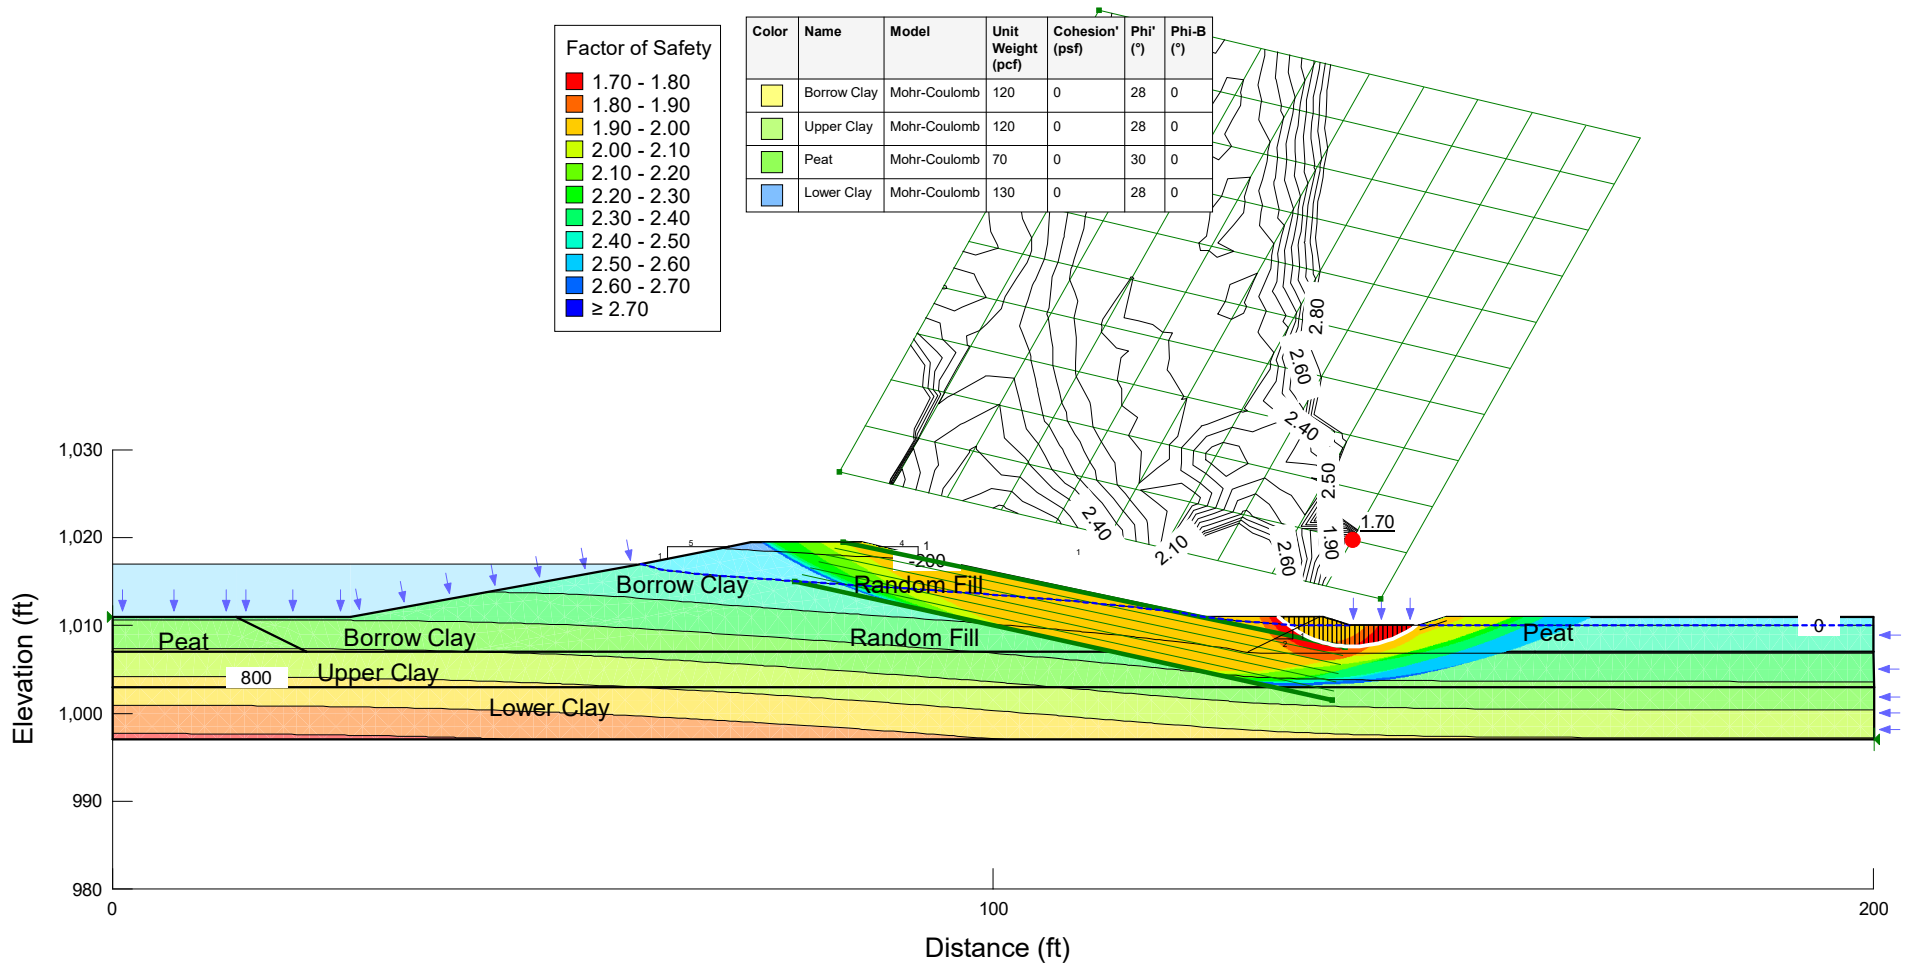 Factor of Safety
1.70 - 1.80
1.80 - 1.90
1.90 - 2.00
2.00 - 2.10
2.10 - 2.20
2.20 - 2.30
2.30 - 2.40
2.40 - 2.50
2.50 - 2.60
2.60 - 2.70
≥ 2.70
Color Name Model Unit Weight (pcf) Cohesion' (psf) Phi' (°) Phi-B (°)
Borrow Clay Mohr-Coulomb 120 0 28 0
Upper Clay Mohr-Coulomb 120 0 28 0
Peat Mohr-Coulomb 70 0 30 0
Lower Clay Mohr-Coulomb 130 0 28 0
2.80
2.60
2.40
2.50
1.70
1.90
2.40
2.10
2.60
1,030
1,020
1,010
1,000
990
980
Elevation (ft)
5
1
4
1
1
-200
Borrow Clay
Random Fill
Peat
Borrow Clay
Random Fill
2
1
Peat
0
800
Upper Clay
Lower Clay
0
100
200
Distance (ft)